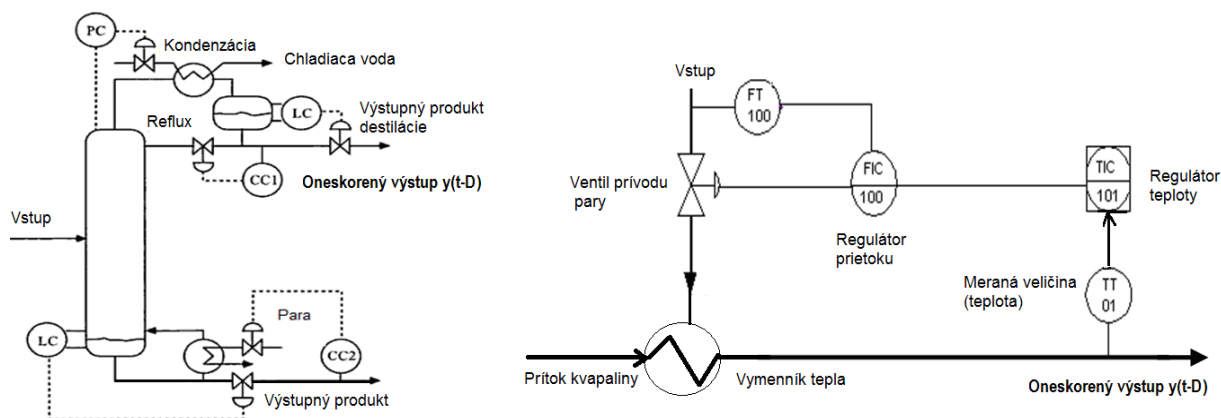 PC
Kondenzácia
Chladiaca voda
LC
Výstupný produkt
destilácie
Reflux
CC1
Oneskorený výstup y(t-D)
Vstup
Para
LC
CC2
Výstupný produkt
Vstup
FT
100
Ventil prívodu
pary
FIC
100
Regulátor
prietoku
TIC
101
Regulátor
teploty
Meraná veličina
(teplota)
TT
01
Prítok kvapaliny
Vymenník tepla
Oneskorený výstup y(t-D)